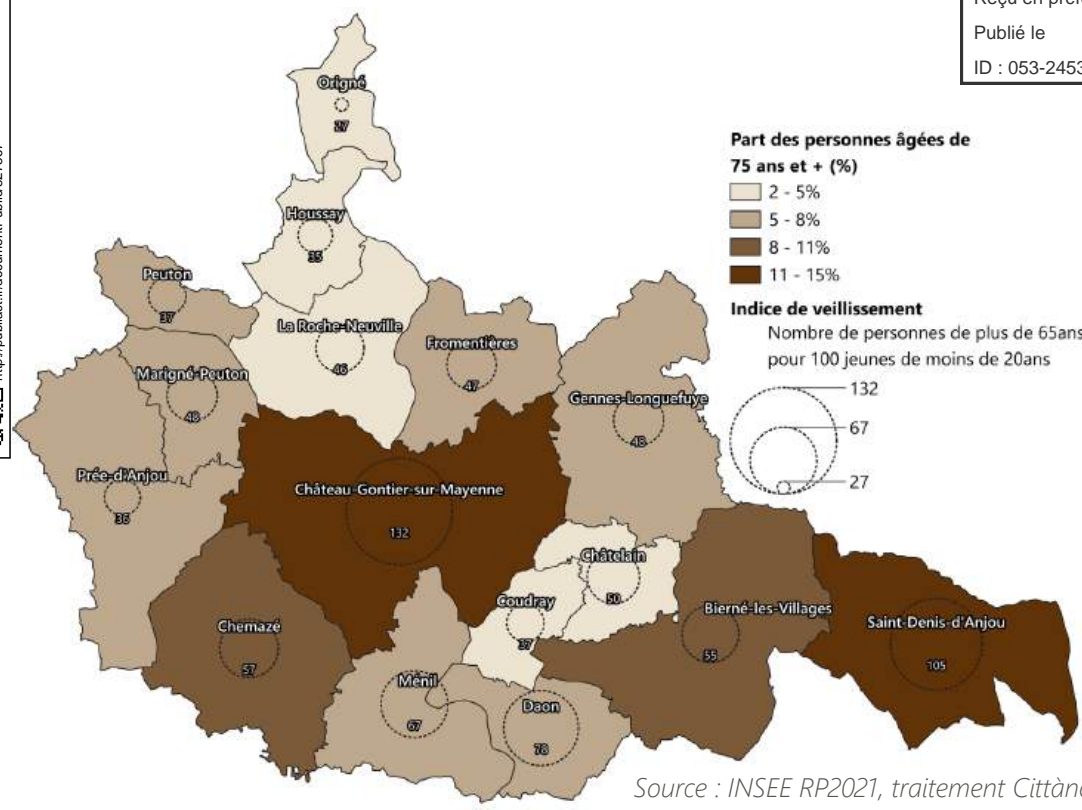 Publié le
ID : 053-2453
Part des personnes âgées de
75 ans et + (%)
2 - 5%
5 - 8%
8 - 11%
11 - 15%
Indice de veillissement
Nombre de personnes de plus de 65ans
pour 100 jeunes de moins de 20ans
132
67
27
Origné
27
Houssay
35
Peuton
37
La Roche-Neuville
46
Fromentières
47
Marigné-Peuton
48
Gennes-Longuefuye
48
Prée-d'Anjou
36
Château-Gontier-sur-Mayenne
132
Châtelain
50
Coudray
37
Bierné-les-Villages
55
Saint-Denis-d'Anjou
105
Chemazé
57
Ménil
67
Daon
78
Source : INSEE RP2021, traitement Cittàn